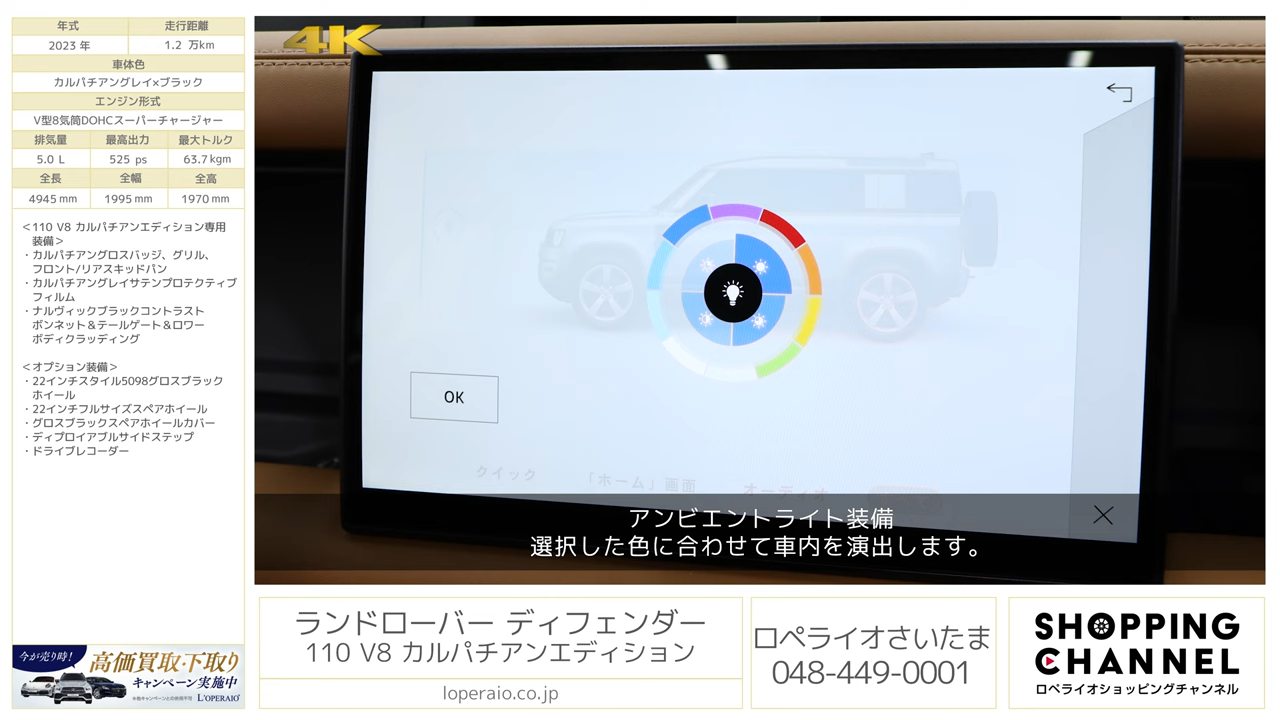 年式
走行距離
2023 年
1.2 万km
車体色
カルパチアングレイ×ブラック
エンジン形式
V型8気筒DOHCスーパーチャージャー
排気量
最高出力
最大トルク
5.0 L
525 ps
63.7 kgm
全長
全幅
全高
4945 mm
1995 mm
1970 mm
＜110 V8 カルパチアンエディション専用
装備＞
・カルパチアングロスバッジ、グリル、
フロント/リアスキッドパン
・カルパチアングレイサテンプロテクティブ
フィルム
・ナルヴィックブラックコントラスト
ボンネット＆テールゲート＆ロワー
ボディクラッディング
＜オプション装備＞
・22インチスタイル5098グロスブラック
ホイール
・22インチフルサイズスペアホイール
・グロスブラックスペアホイールカバー
・ディプロイアブルサイドステップ
・ドライブレコーダー
今が売り時！
高価買取・下取り
キャンペーン実施中
※他キャンペーンとの併用不可
L'OPERAIO
4K
OK
クイック
「ホーム」画面
オーディオ
アンビエントライト装備
選択した色に合わせて車内を演出します。
ランドローバー ディフェンダー
110 V8 カルパチアンエディション
loperaio.co.jp
ロペライオさいたま
048-449-0001
SHOPPING
CHANNEL
ロペライオショッピングチャンネル